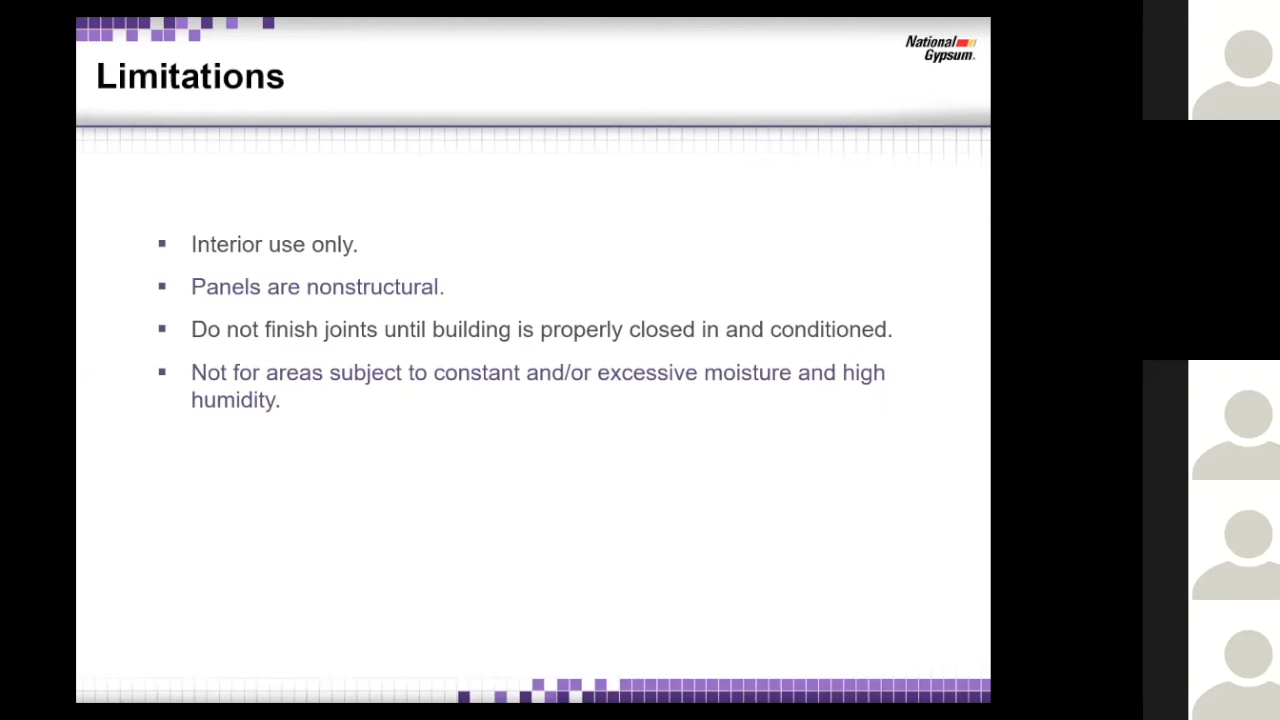 National
Gypsum.
Limitations
Interior use only.
Panels are nonstructural.
Do not finish joints until building is properly closed in and conditioned.
Not for areas subject to constant and/or excessive moisture and high
humidity.